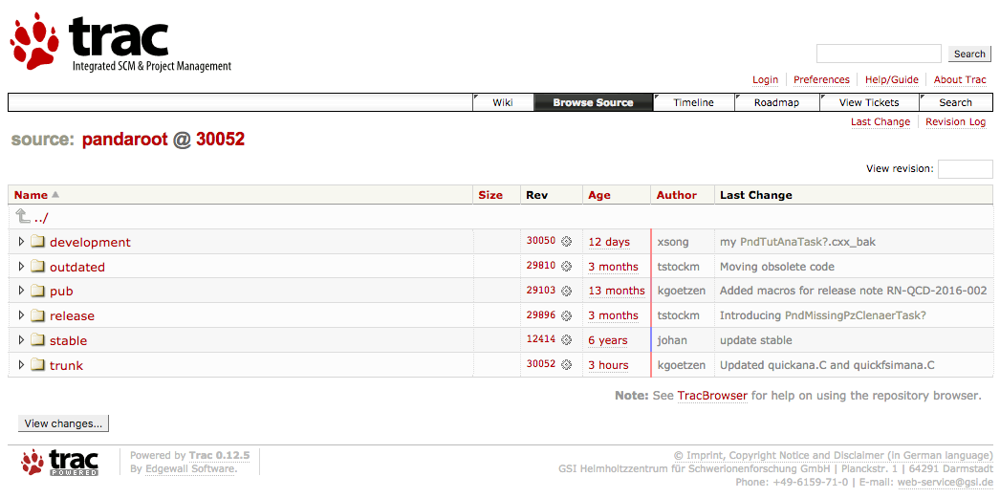 trac
Integrated SCM & Project Management
Search
Login Preferences Help/Guide About Trac
Wiki Browse Source Timeline Roadmap View Tickets Search
Last Change Revision Log
source: pandaroot @ 30052
View revision:
Name Size Rev Age Author Last Change
../
development 30050 12 days xsong my PndTutAnaTask?.cxx_bak
outdated 29810 3 months tstockm Moving obsolete code
pub 29103 13 months kgoetzen Added macros for release note RN-QCD-2016-002
release 29896 3 months tstockm Introducing PndMissingPzClenaerTask?
stable 12414 6 years johan update stable
trunk 30052 3 hours kgoetzen Updated quickana.C and quickfsimana.C
Note: See TracBrowser for help on using the repository browser.
View changes...
trac
POWERED
Powered by Trac 0.12.5
By Edgewall Software.
© Imprint, Copyright Notice and Disclaimer (in German language)
GSI Helmholtzzentrum für Schwerionenforschung GmbH | Planckstr. 1 | 64291 Darmstadt
Phone: +49-6159-71-0 | E-mail: web-service@gsi.de